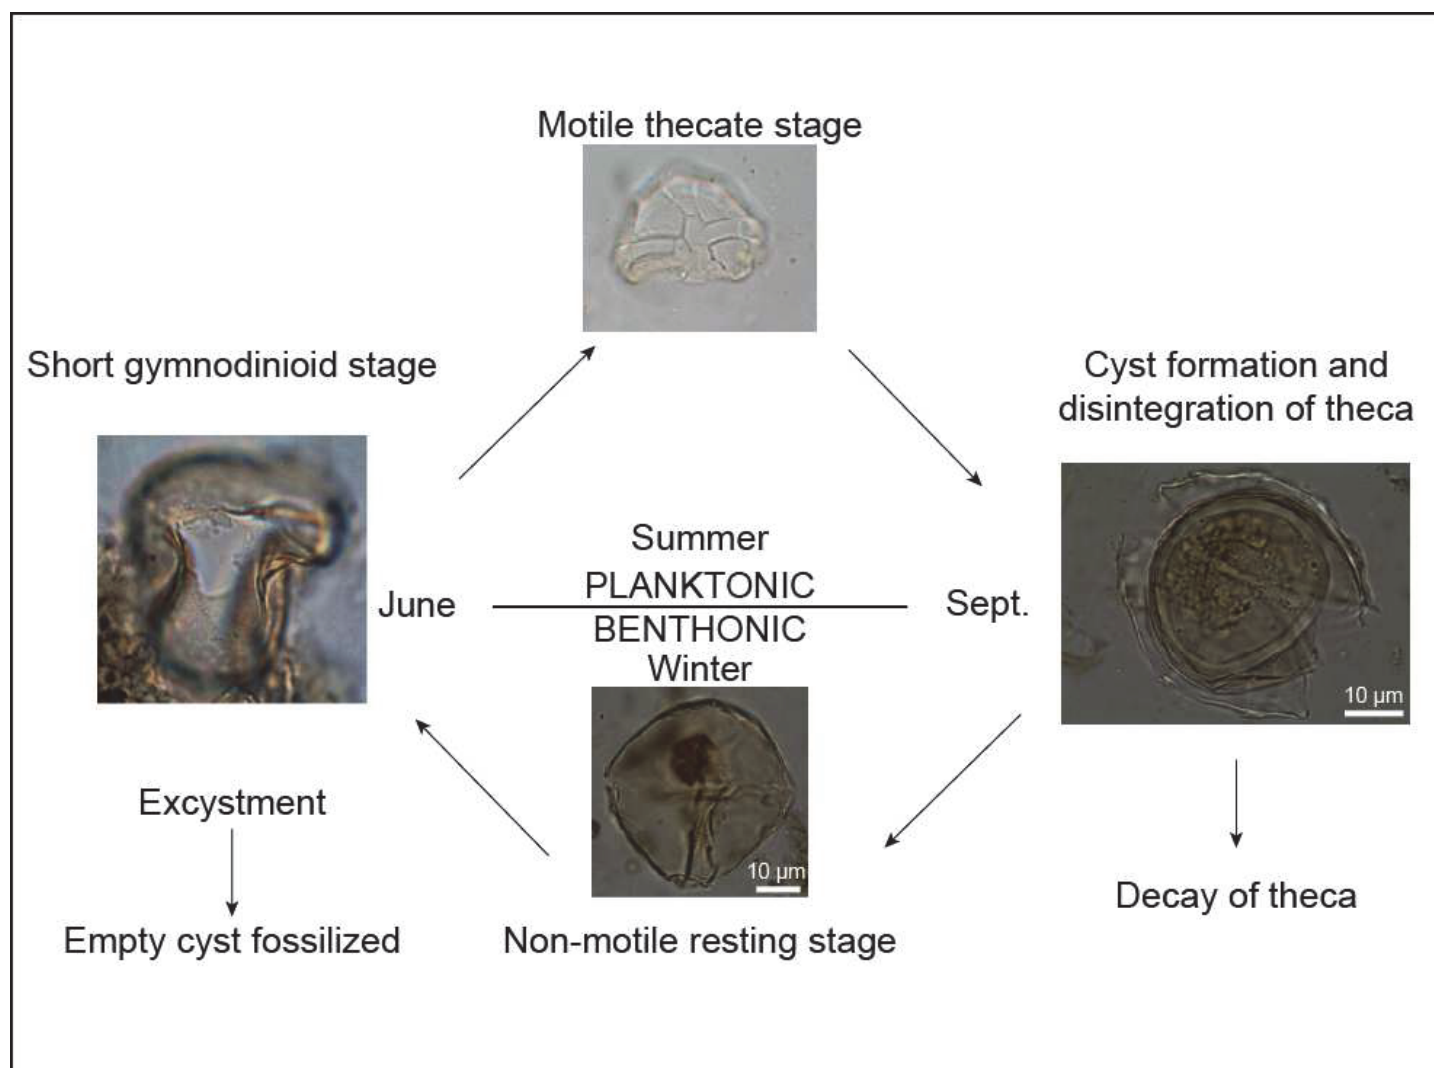 Motile thecate stage
Short gymnodinioid stage
Cyst formation and
disintegration of theca
Summer
PLANKTONIC
June
Sept.
BENTHONIC
Winter
10 µm
10 µm
Excystment
Decay of theca
Empty cyst fossilized
Non-motile resting stage